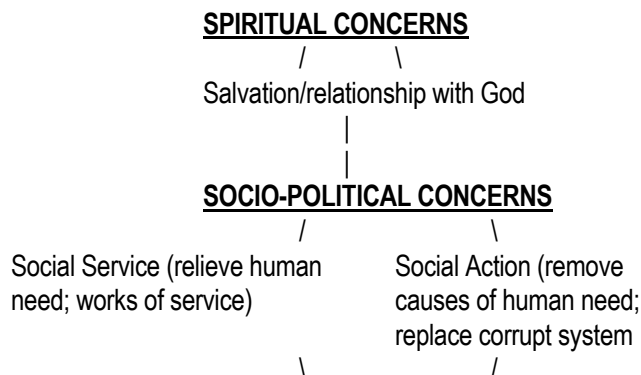 SPIRITUAL CONCERNS
/ \
Salvation/relationship with God
|
|
SOCIO-POLITICAL CONCERNS
/ \
Social Service (relieve human
need; works of service)
Social Action (remove
causes of human need;
replace corrupt system
\ /